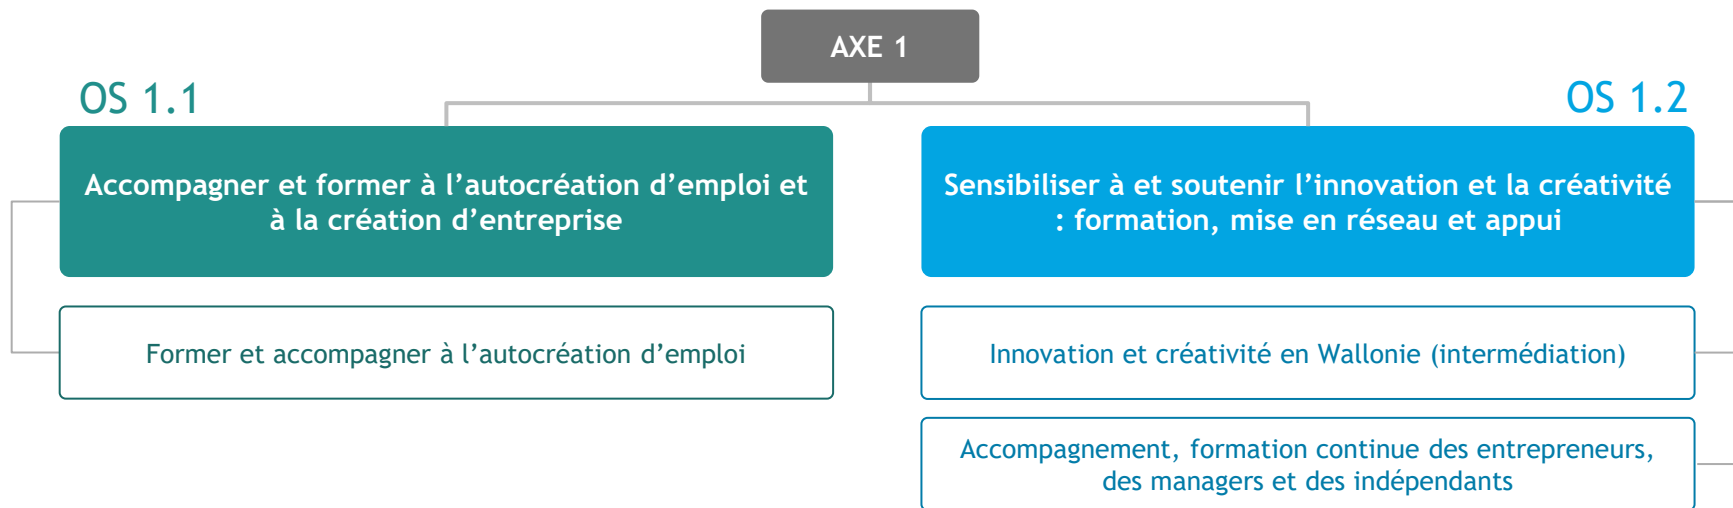 AXE 1
OS 1.1
OS 1.2
Accompagner et former à l’autocréation d’emploi et
à la création d’entreprise
Sensibiliser à et soutenir l’innovation et la créativité
: formation, mise en réseau et appui
Former et accompagner à l’autocréation d’emploi
Innovation et créativité en Wallonie (intermédiation)
Accompagnement, formation continue des entrepreneurs,
des managers et des indépendants